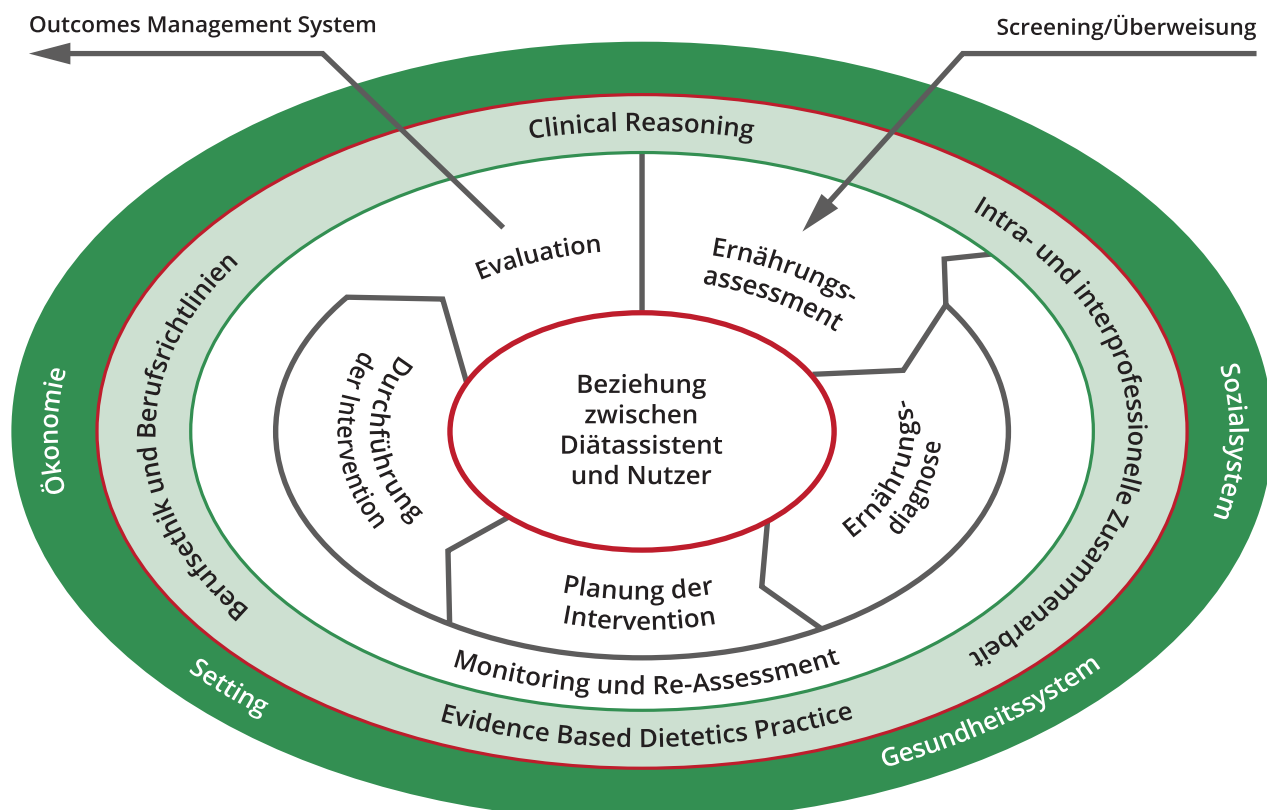 Outcomes Management System
Screening/Überweisung
Clinical Reasoning
Intra- und interprofessionelle Zusammenarbeit
Evidence Based Dietetics Practice
Berufsethik und Berufsrichtlinien
Ökonomie
Setting
Gesundheitssystem
Sozialsystem
Evaluation
Ernährungs-
assessment
Ernährungs-
diagnose
Planung der
Intervention
Durchführung
der Intervention
Monitoring und Re-Assessment
Beziehung
zwischen
Diätassistent
und Nutzer